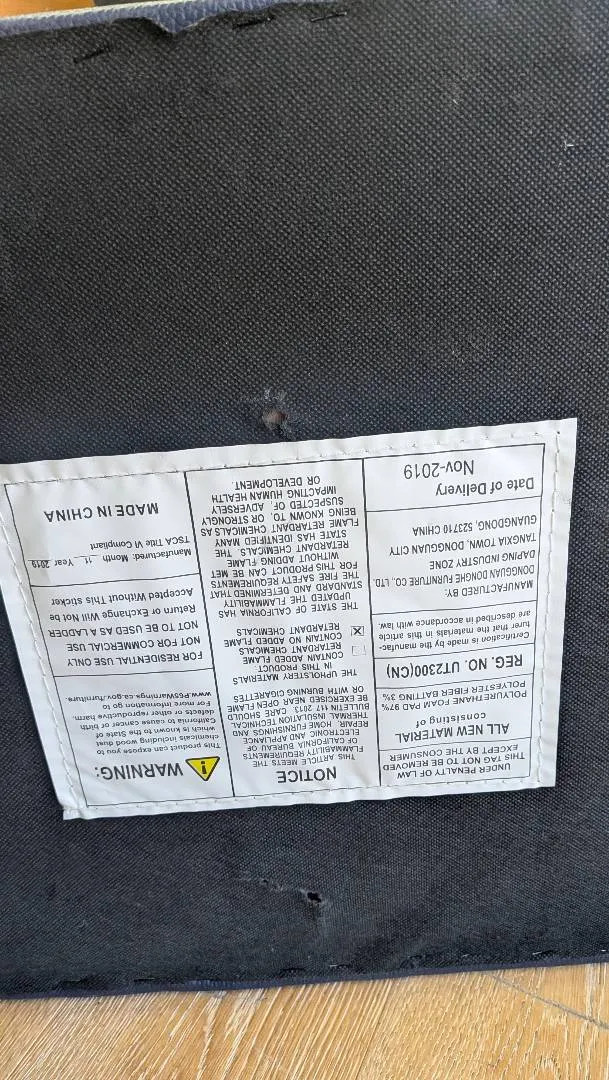 UNDER PENALTY OF LAW
THIS TAG NOT TO BE REMOVED
EXCEPT BY THE CONSUMER
ALL NEW MATERIAL
consisting of
POLYURETHANE FOAM PAD 97%
POLYESTER FIBER BATTING 3%
REG. NO. UT2300(CN)
Certification is made by the manufac-
turer that the materials in this article
are described in accordance with law.
MANUFACTURED BY:
DONGGUAN DONGHE FURNITURE CO., LTD.
DAPING INDUSTRY ZONE
TANGXIA TOWN, DONGGUAN CITY
GUANGDONG, 523710 CHINA
Date of Delivery
Nov-2019
NOTICE
THIS ARTICLE MEETS THE
FLAMMABILITY REQUIREMENTS
OF CALIFORNIA BUREAU OF
ELECTRONIC AND APPLIANCE
REPAIR, HOME FURNISHINGS AND
THERMAL INSULATION TECHNICAL
BULLETIN 117-2013. CARE SHOULD
BE EXERCISED NEAR OPEN FLAME
OR WITH BURNING CIGARETTES
THE UPHOLSTERY MATERIALS
IN THIS PRODUCT:
CONTAIN ADDED FLAME
RETARDANT CHEMICALS
CONTAIN NO ADDED FLAME
RETARDANT CHEMICALS
THE STATE OF CALIFORNIA HAS
UPDATED THE FLAMMABILITY
STANDARD AND DETERMINED THAT
THE FIRE SAFETY REQUIREMENTS
FOR THIS PRODUCT CAN BE MET
WITHOUT ADDING FLAME
RETARDANT CHEMICALS. THE
STATE HAS IDENTIFIED MANY
FLAME RETARDANT CHEMICALS AS
BEING KNOWN TO, OR STRONGLY
SUSPECTED OF, ADVERSELY
IMPACTING HUMAN HEALTH
OR DEVELOPMENT.
WARNING:
This product can expose you to
chemicals including wood dust
which is known to the State of
California to cause cancer or birth
defects or other reproductive harm.
For more information go to
www.P65warnings.ca.gov/furniture.
FOR RESIDENTIAL USE ONLY
NOT FOR COMMERCIAL USE
NOT TO BE USED AS A LADDER
Return or Exchange Will Not be
Accepted Without This sticker
Manufactured: Month 11 Year 2019
TSCA Title VI Compliant
MADE IN CHINA